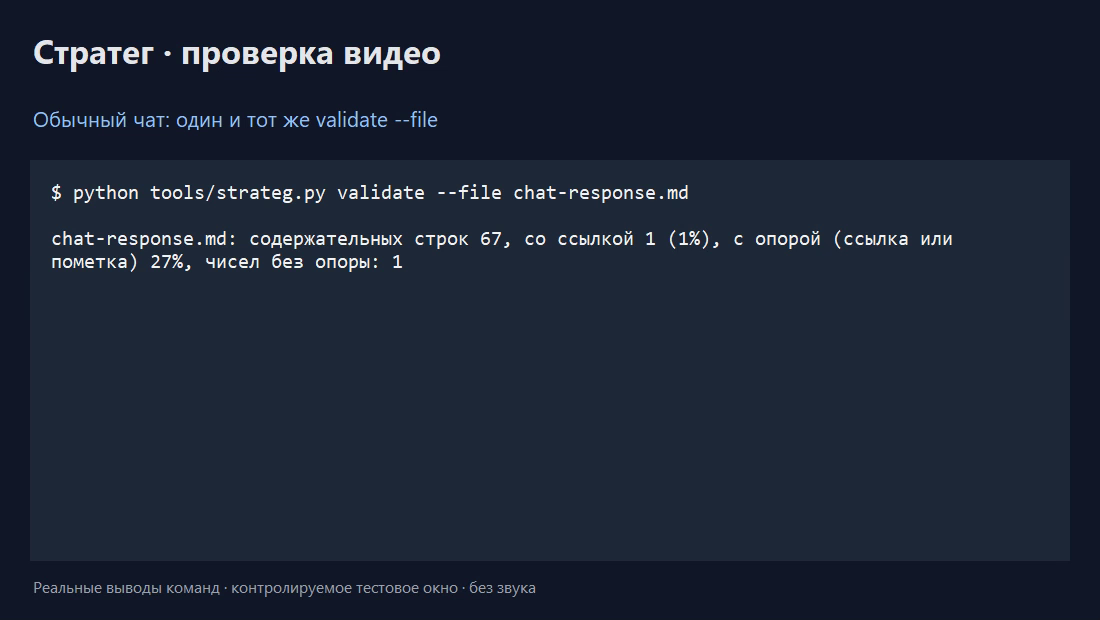 Стратег · проверка видео
Обычный чат: один и тот же validate --file
$ python tools/strateg.py validate --file chat-response.md
chat-response.md: содержательных строк 67, со ссылкой 1 (1%), с опорой (ссылка или
пометка) 27%, чисел без опоры: 1
Реальные выводы команд · контролируемое тестовое окно · без звука